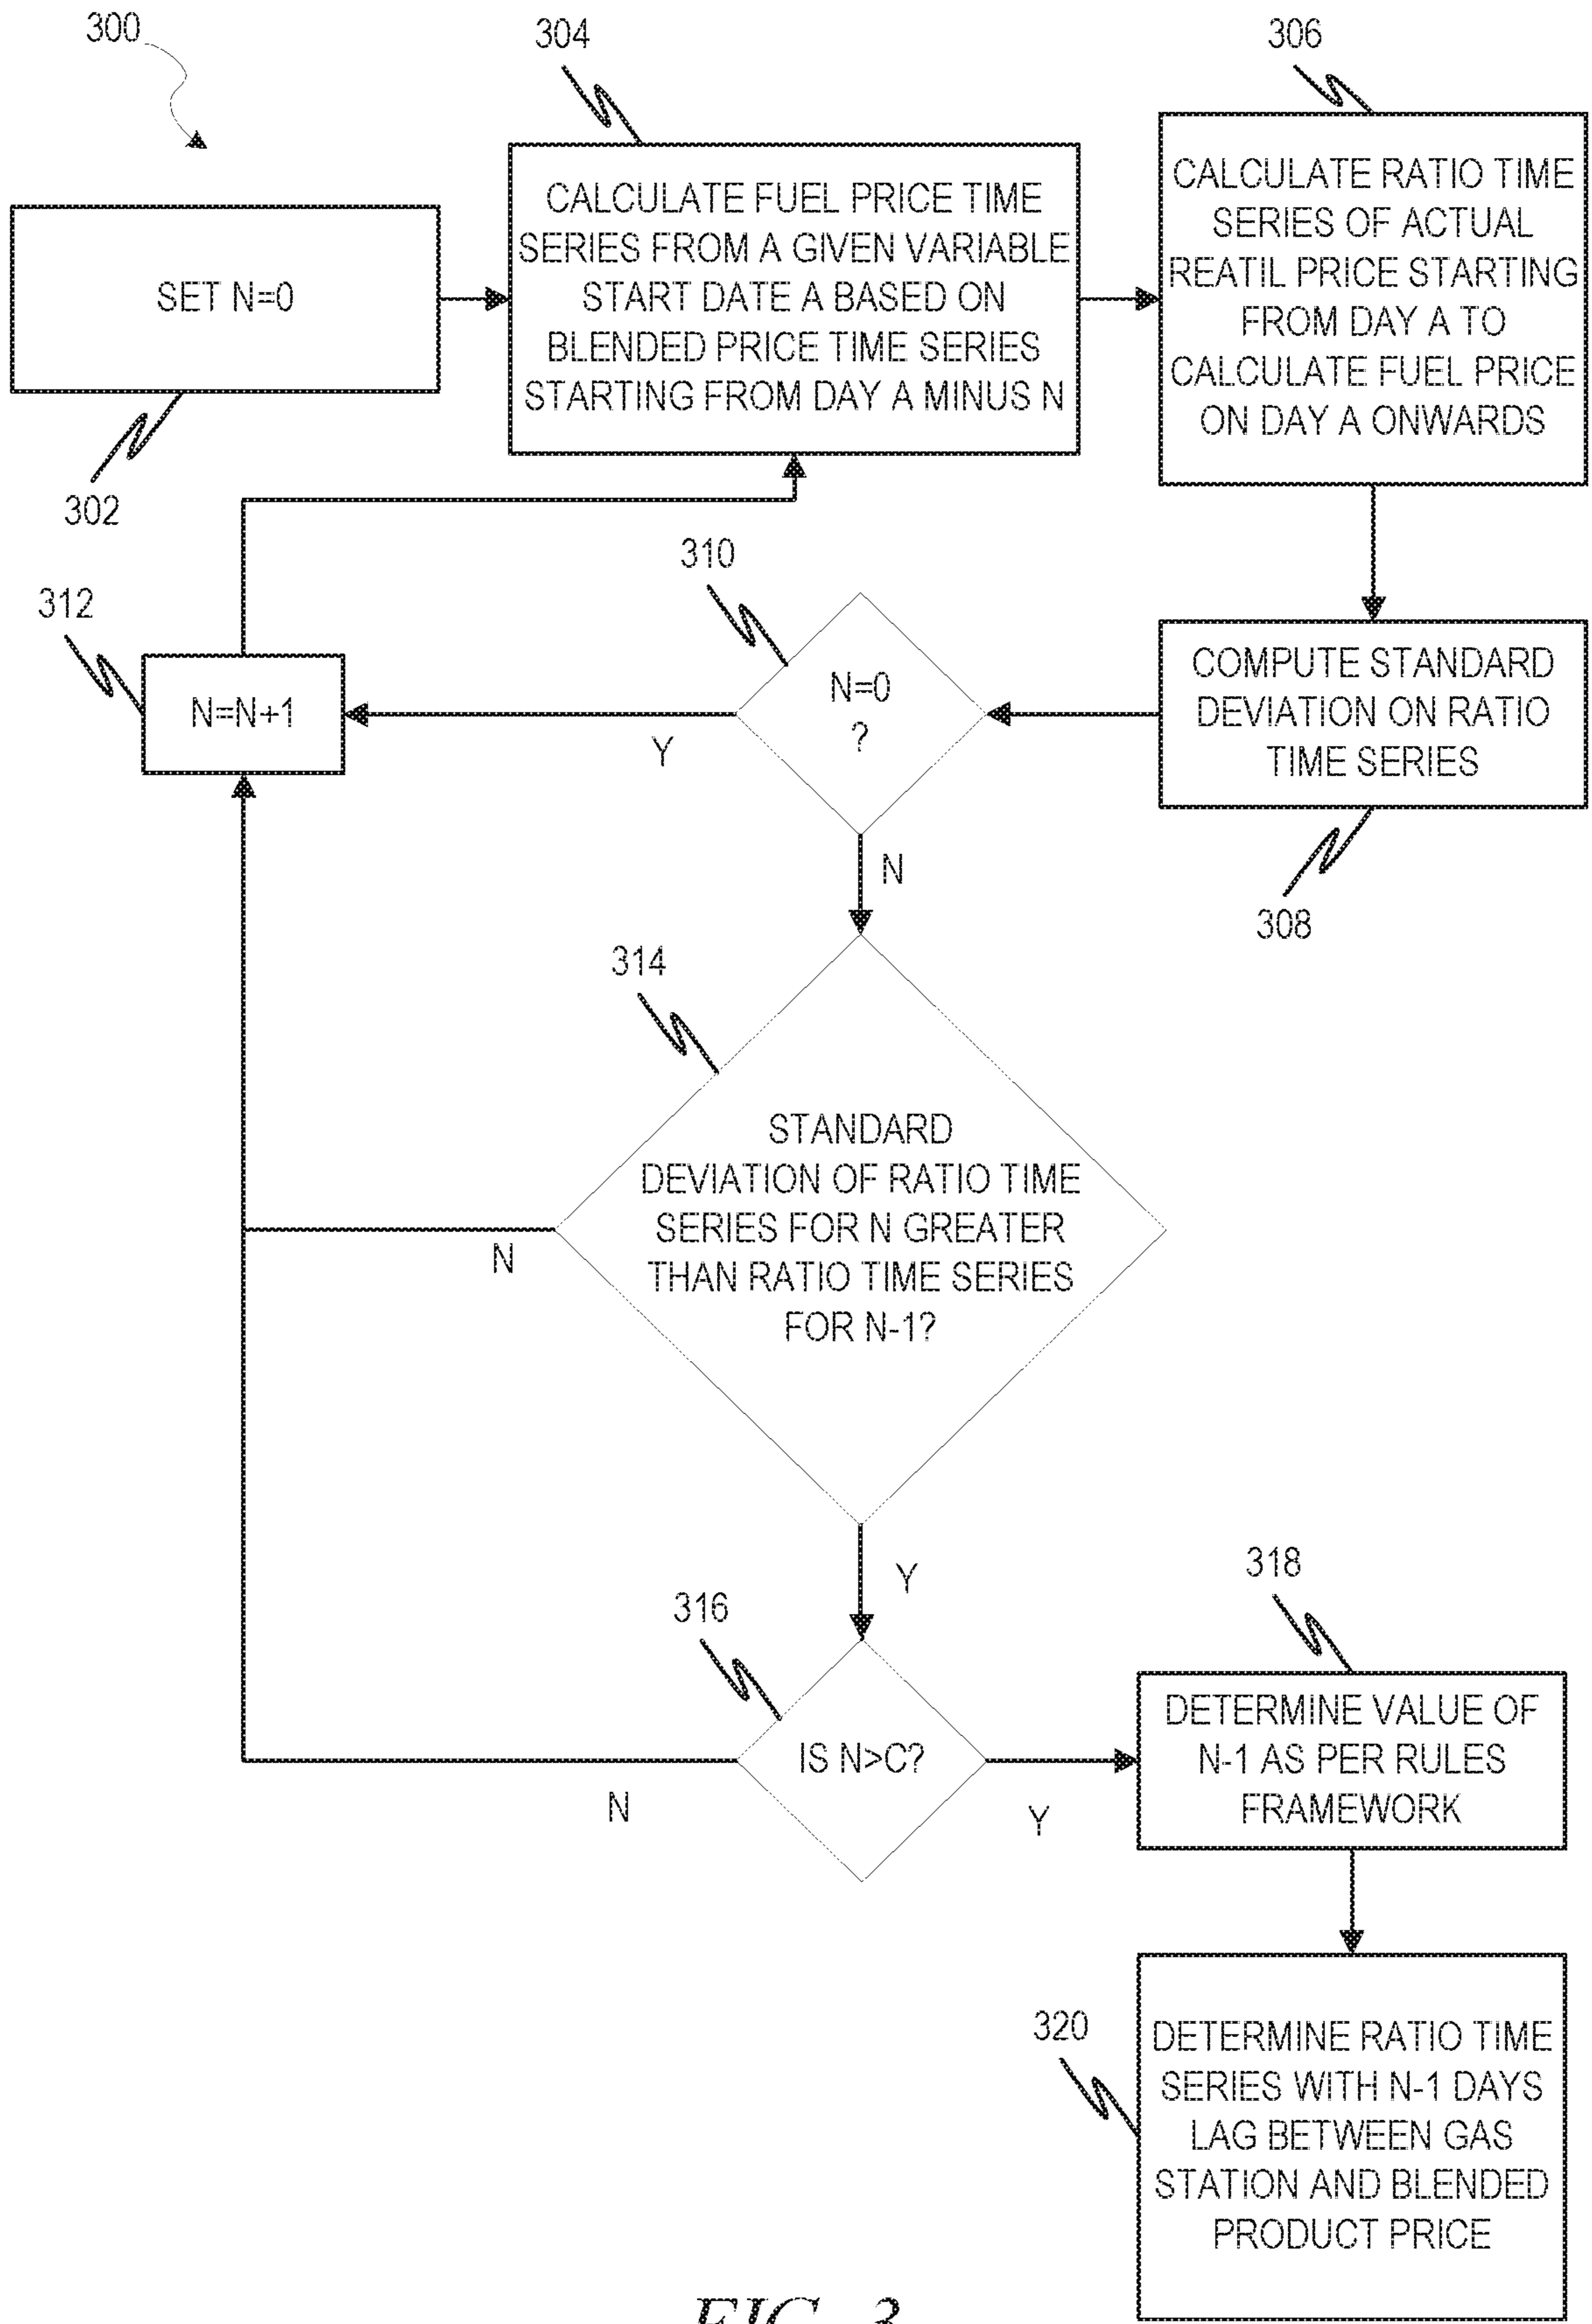 300
304
306
SET N=0
302
CALCULATE FUEL PRICE TIME
SERIES FROM A GIVEN VARIABLE
START DATE A BASED ON
BLENDED PRICE TIME SERIES
STARTING FROM DAY A MINUS N
CALCULATE RATIO TIME
SERIES OF ACTUAL
REATIL PRICE STARTING
FROM DAY A TO
CALCULATE FUEL PRICE
ON DAY A ONWARDS
310
312
N=N+1
Y
N=0
?
N
COMPUTE STANDARD
DEVIATION ON RATIO
TIME SERIES
308
314
STANDARD
DEVIATION OF RATIO TIME
SERIES FOR N GREATER
THAN RATIO TIME SERIES
FOR N-1?
N
Y
316
IS N>C?
N
Y
318
DETERMINE VALUE OF
N-1 AS PER RULES
FRAMEWORK
320
DETERMINE RATIO TIME
SERIES WITH N-1 DAYS
LAG BETWEEN GAS
STATION AND BLENDED
PRODUCT PRICE
FIG. 3